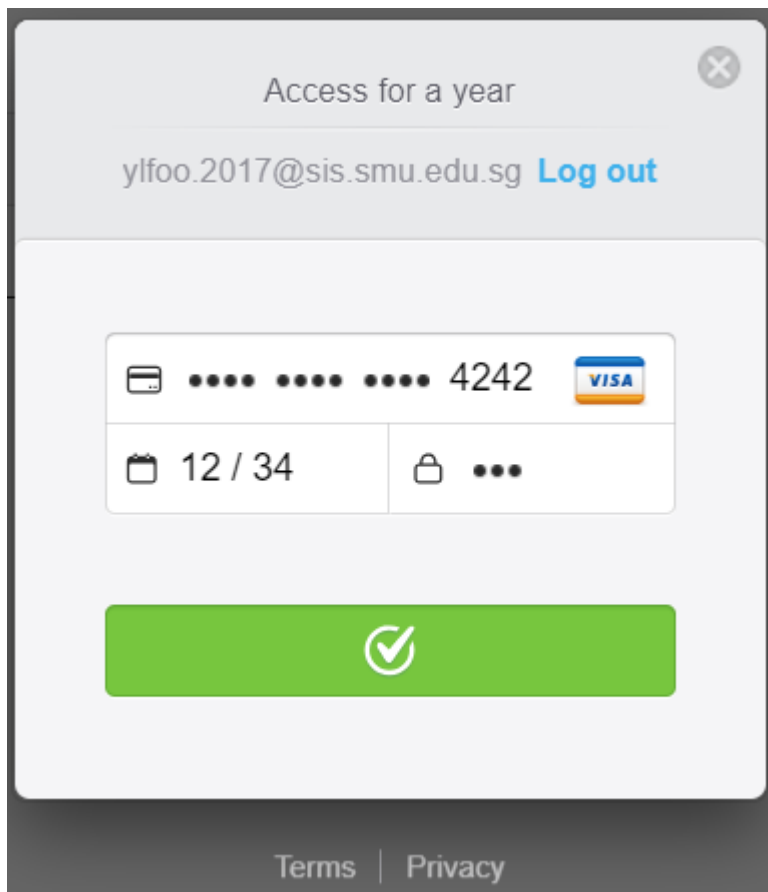 Access for a year
ylfoo.2017@sis.smu.edu.sg Log out
•••• •••• •••• 4242 VISA
12 / 34 •••
Terms | Privacy